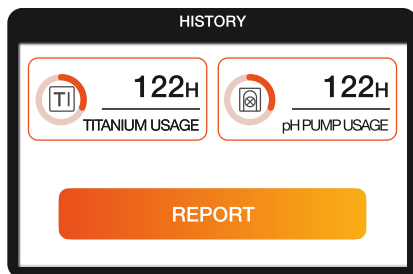 HISTORY
TI
122H
TITANIUM USAGE
122H
pH PUMP USAGE
REPORT